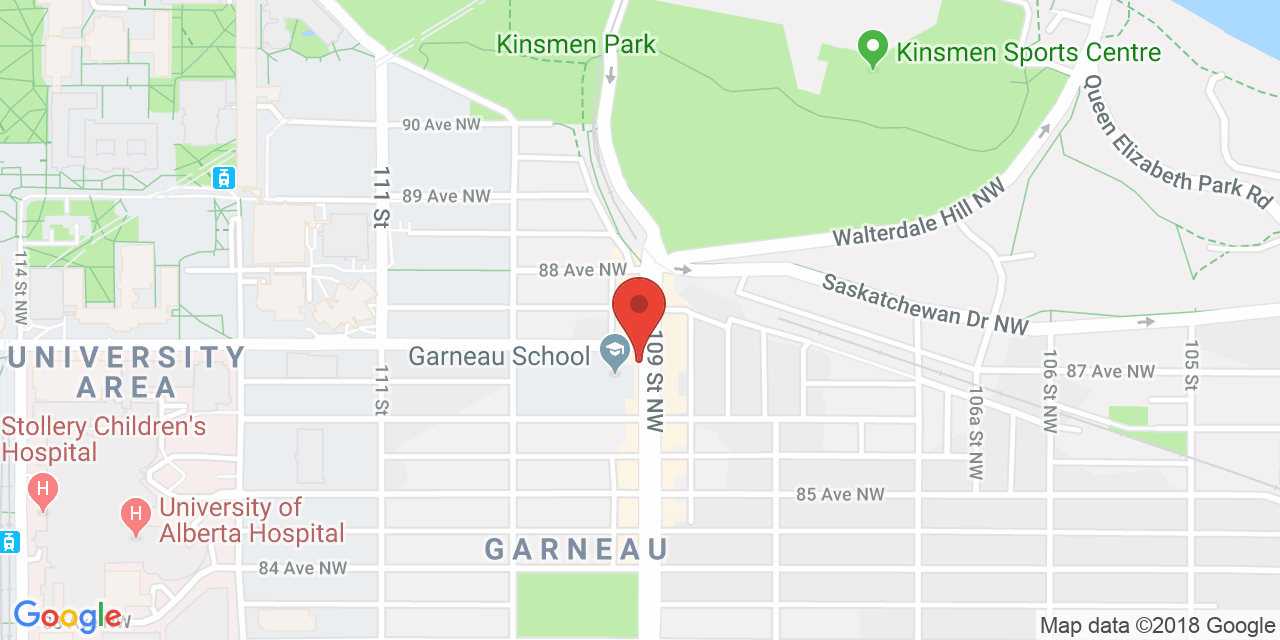 Kinsmen Park
Kinsmen Sports Centre
Queen Elizabeth Park Rd
90 Ave NW
111 St
89 Ave NW
Walterdale Hill NW
114 St NW
88 Ave NW
Saskatchewan Dr NW
109 St NW
Garneau School
UNIVERSITY
AREA
111 St
87 Ave NW
106 St NW
105 St
106a St NW
Stollery Children's
Hospital
H
85 Ave NW
H
University of
Alberta Hospital
GARNEAU
84 Ave NW
Google
Map data ©2018 Google